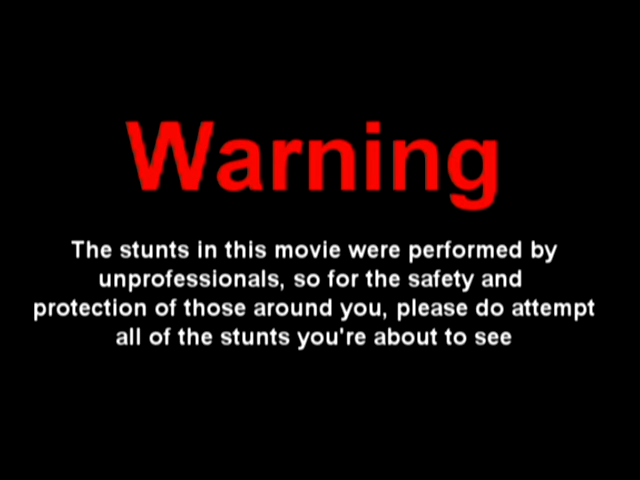 Warning
The stunts in this movie were performed by
unprofessionals, so for the safety and
protection of those around you, please do attempt
all of the stunts you're about to see